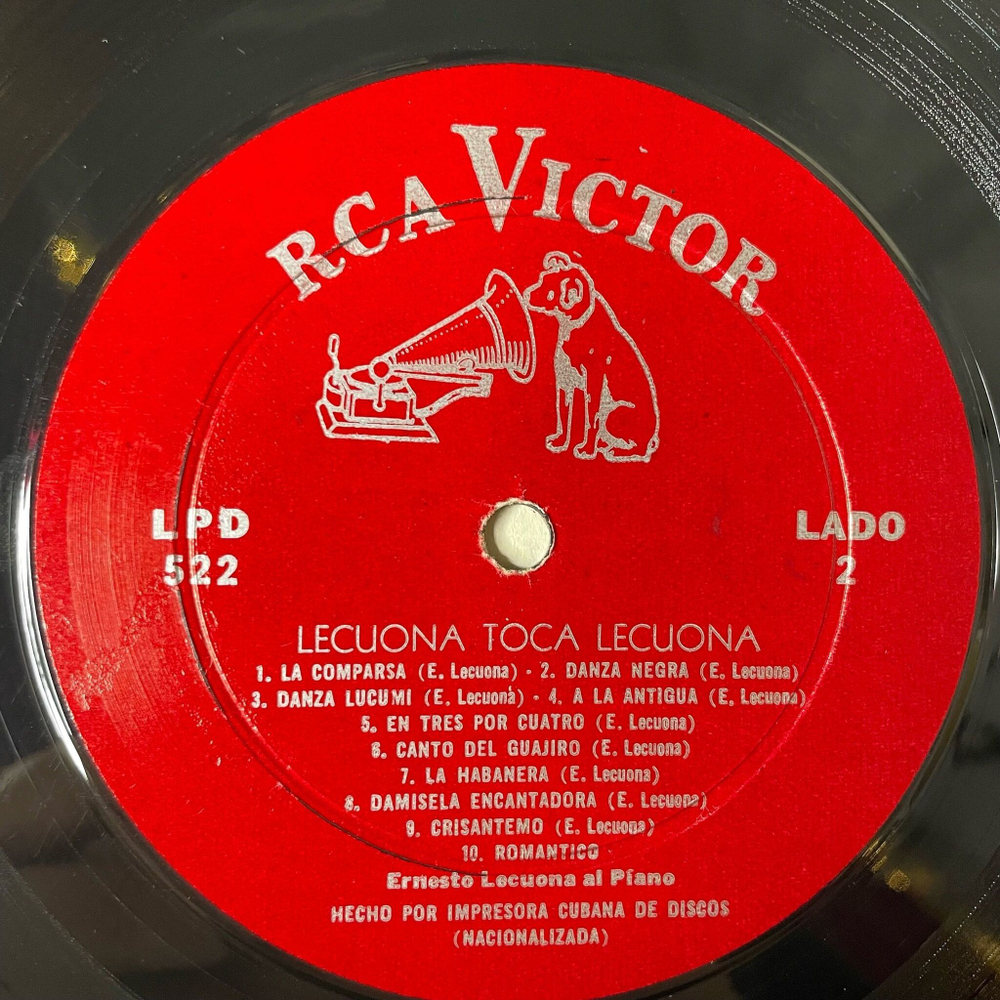 RCA VICTOR
LPD
522
LADO
2
LECUONA TOCA LECUONA
1. LA COMPARSA (E. Lecuona) - 2. DANZA NEGRA (E. Lecuona)
3. DANZA LUCUMI (E. Lecuona) - 4. A LA ANTIGUA (E. Lecuona)
5. EN TRES POR CUATRO (E. Lecuona)
6. CANTO DEL GUAJIRO (E. Lecuona)
7. LA HABANERA (E. Lecuona)
8. DAMISELA ENCANTADORA (E. Lecuona)
9. CRISANTEMO (E. Lecuona)
10. ROMANTICO
Ernesto Lecuona al Piano
HECHO POR IMPRESORA CUBANA DE DISCOS
(NACIONALIZADA)